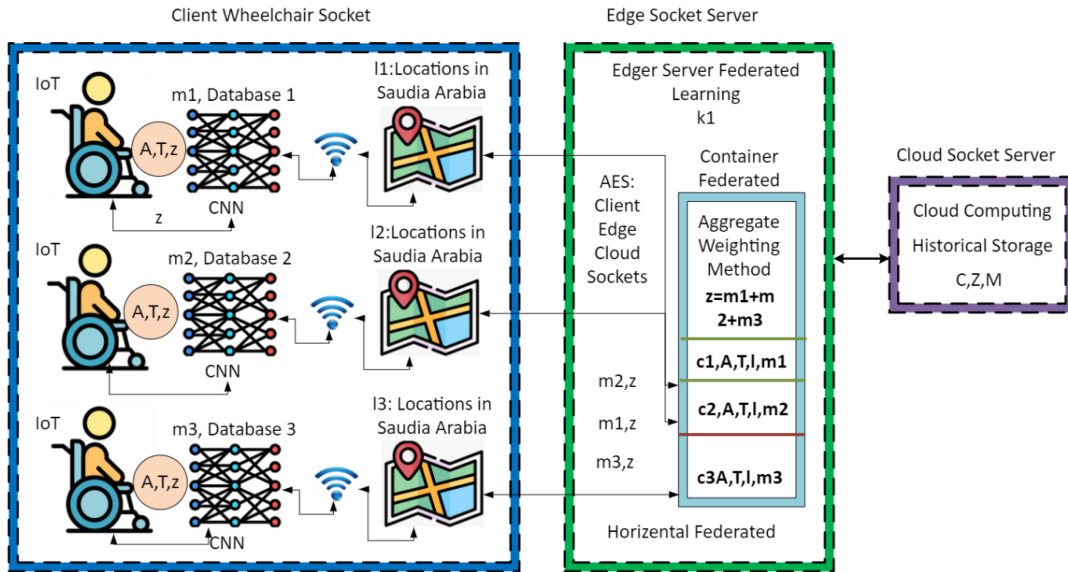 Client Wheelchair Socket
Edge Socket Server
IoT
m1, Database 1
l1:Locations in
Saudia Arabia
A,T,z
CNN
z
IoT
m2, Database 2
l2:Locations in
Saudia Arabia
A,T,z
CNN
IoT
m3, Database 3
l3: Locations in
Saudia Arabia
A,T,z
CNN
Edger Server Federated
Learning
k1
AES:
Client
Edge
Cloud
Sockets
Container
Federated
Aggregate
Weighting
Method
z=m1+m
2+m3
c1,A,T,l,m1
c2,A,T,l,m2
c3A,T,l,m3
m2,z
m1,z
m3,z
Horizental Federated
Cloud Socket Server
Cloud Computing
Historical Storage
C,Z,M